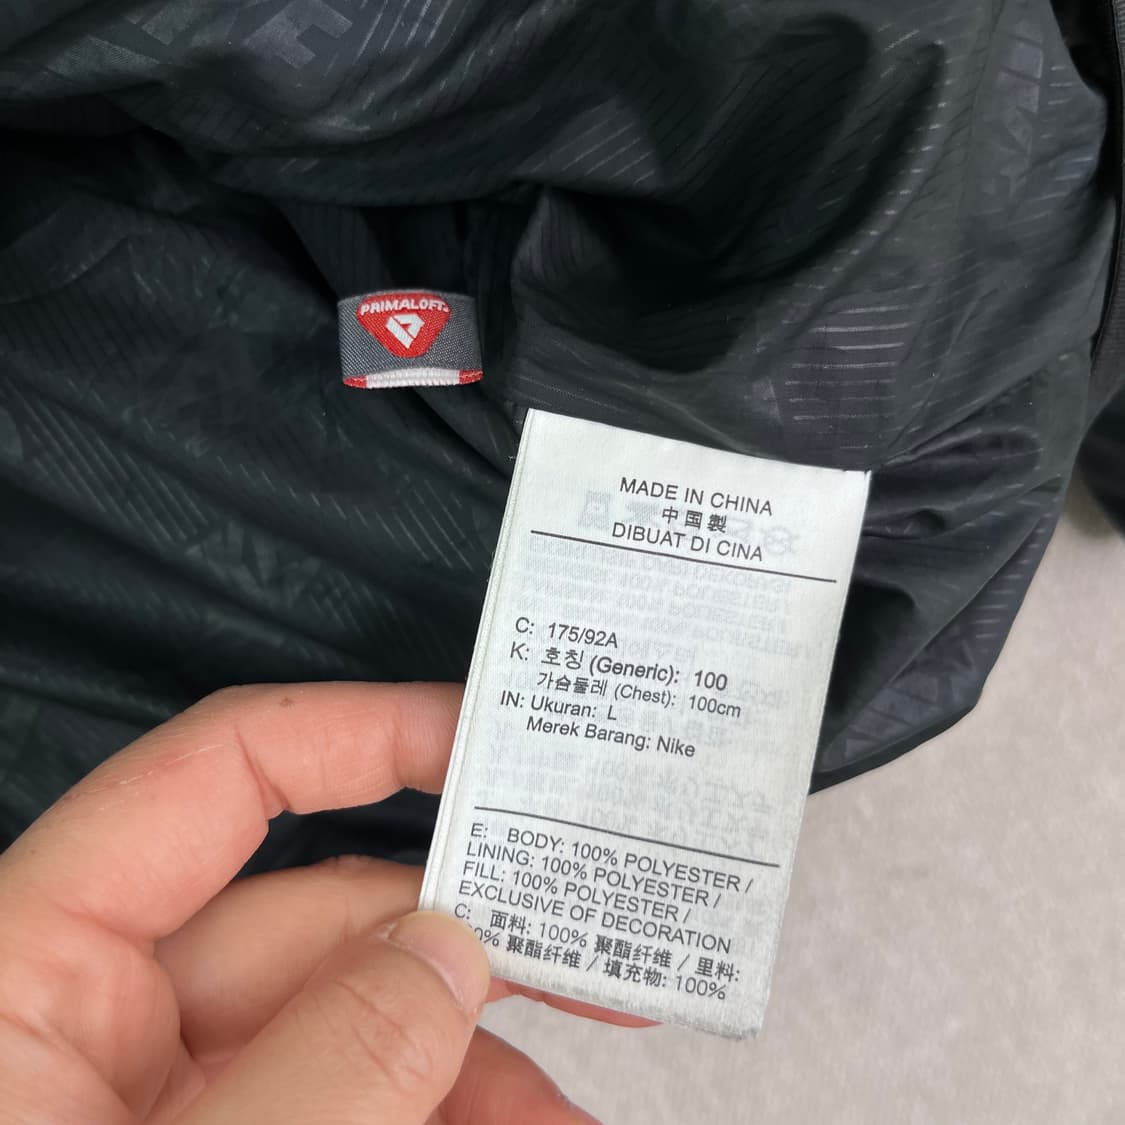 PRIMALOFT®
MADE IN CHINA
中国製
DIBUAT DI CINA
C: 175/92A
K: 호칭 (Generic): 100
가슴둘레 (Chest): 100cm
IN: Ukuran: L
Merek Barang: Nike
E: BODY: 100% POLYESTER /
LINING: 100% POLYESTER /
FILL: 100% POLYESTER /
EXCLUSIVE OF DECORATION
C: 面料: 100% 聚酯纤维 / 里料:
聚酯纤维 / 填充物: 100%